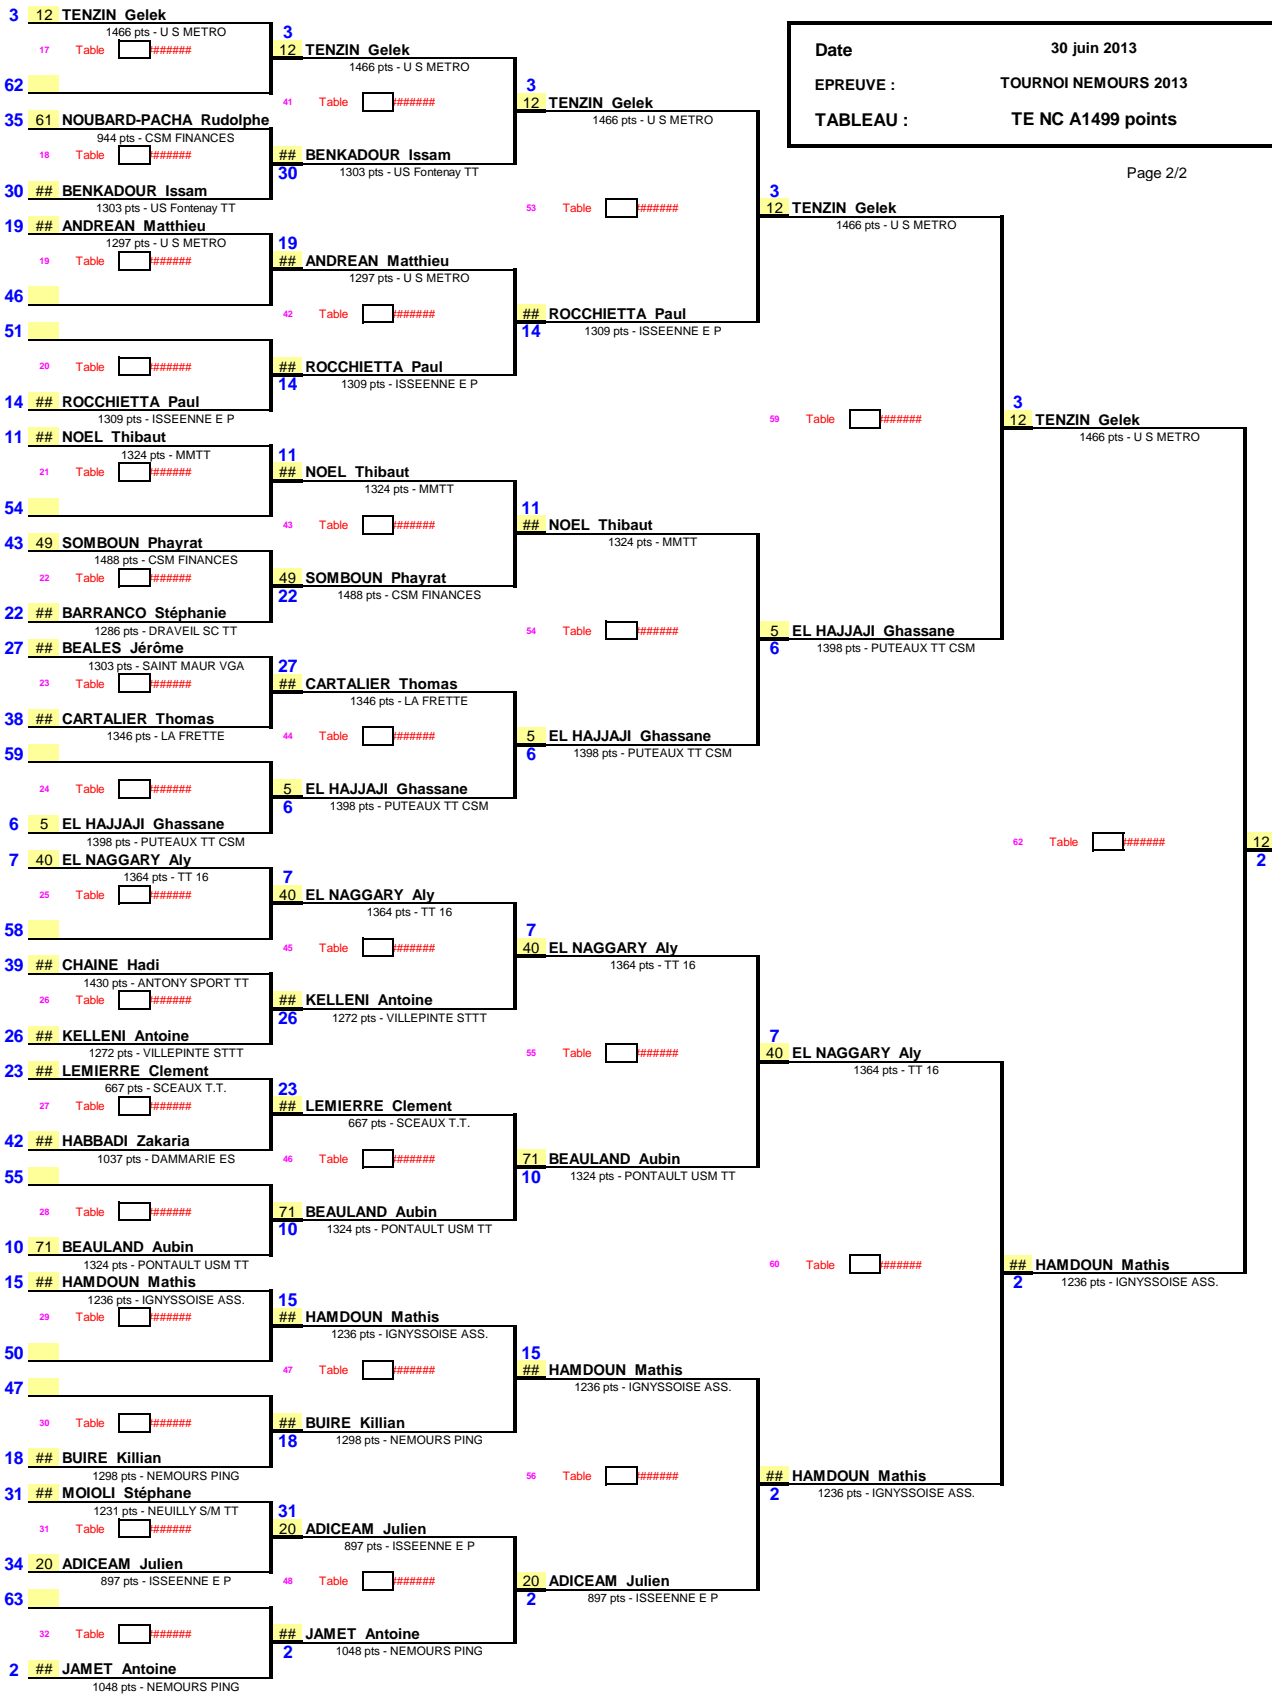 3 12 TENZIN Gelek
1466 pts - U S METRO
17 Table ######
62
3
12 TENZIN Gelek
1466 pts - U S METRO
41 Table ######
35 61 NOUBARD-PACHA Rudolphe
944 pts - CSM FINANCES
18 Table ######
30 ## BENKADOUR Issam
1303 pts - US Fontenay TT
## BENKADOUR Issam
30 1303 pts - US Fontenay TT
3
12 TENZIN Gelek
1466 pts - U S METRO
53 Table ######
19 ## ANDREAN Matthieu
1297 pts - U S METRO
19 Table ######
46
19
## ANDREAN Matthieu
1297 pts - U S METRO
42 Table ######
51
20 Table ######
14 ## ROCCHIETTA Paul
1309 pts - ISSEENNE E P
## ROCCHIETTA Paul
14 1309 pts - ISSEENNE E P
## ROCCHIETTA Paul
14 1309 pts - ISSEENNE E P
Date 30 juin 2013
EPREUVE : TOURNOI NEMOURS 2013
TABLEAU : TE NC A1499 points
Page 2/2
3
12 TENZIN Gelek
1466 pts - U S METRO
59 Table ######
11 ## NOEL Thibaut
1324 pts - MMTT
21 Table ######
54
11
## NOEL Thibaut
1324 pts - MMTT
43 Table ######
43 49 SOMBOUN Phayrat
1488 pts - CSM FINANCES
22 Table ######
22 ## BARRANCO Stéphanie
1286 pts - DRAVEIL SC TT
49 SOMBOUN Phayrat
22 1488 pts - CSM FINANCES
11
## NOEL Thibaut
1324 pts - MMTT
54 Table ######
27 ## BEALES Jérôme
1303 pts - SAINT MAUR VGA
23 Table ######
38 ## CARTALIER Thomas
1346 pts - LA FRETTE
27
## CARTALIER Thomas
1346 pts - LA FRETTE
44 Table ######
59
24 Table ######
6 5 EL HAJJAJI Ghassane
1398 pts - PUTEAUX TT CSM
5 EL HAJJAJI Ghassane
6 1398 pts - PUTEAUX TT CSM
5 EL HAJJAJI Ghassane
6 1398 pts - PUTEAUX TT CSM
5 EL HAJJAJI Ghassane
6 1398 pts - PUTEAUX TT CSM
3
12 TENZIN Gelek
1466 pts - U S METRO
62 Table ######
12
2
7 40 EL NAGGARY Aly
1364 pts - TT 16
25 Table ######
58
7
40 EL NAGGARY Aly
1364 pts - TT 16
45 Table ######
39 ## CHAINE Hadi
1430 pts - ANTONY SPORT TT
26 Table ######
26 ## KELLENI Antoine
1272 pts - VILLEPINTE STTT
## KELLENI Antoine
26 1272 pts - VILLEPINTE STTT
7
40 EL NAGGARY Aly
1364 pts - TT 16
55 Table ######
23 ## LEMIERRE Clement
667 pts - SCEAUX T.T.
27 Table ######
42 ## HABBADI Zakaria
1037 pts - DAMMARIE ES
23
## LEMIERRE Clement
667 pts - SCEAUX T.T.
46 Table ######
55
28 Table ######
10 71 BEAULAND Aubin
1324 pts - PONTAULT USM TT
71 BEAULAND Aubin
10 1324 pts - PONTAULT USM TT
71 BEAULAND Aubin
10 1324 pts - PONTAULT USM TT
7
40 EL NAGGARY Aly
1364 pts - TT 16
60 Table ######
15 ## HAMDOUN Mathis
1236 pts - IGNYSSOISE ASS.
29 Table ######
50
15
## HAMDOUN Mathis
1236 pts - IGNYSSOISE ASS.
47 Table ######
47
30 Table ######
18 ## BUIRE Killian
1298 pts - NEMOURS PING
## BUIRE Killian
18 1298 pts - NEMOURS PING
15
## HAMDOUN Mathis
1236 pts - IGNYSSOISE ASS.
56 Table ######
31 ## MOIOLI Stéphane
1231 pts - NEUILLY S/M TT
31 Table ######
34 20 ADICEAM Julien
897 pts - ISSEENNE E P
31
20 ADICEAM Julien
897 pts - ISSEENNE E P
48 Table ######
63
32 Table ######
2 ## JAMET Antoine
1048 pts - NEMOURS PING
## JAMET Antoine
2 1048 pts - NEMOURS PING
20 ADICEAM Julien
2 897 pts - ISSEENNE E P
## HAMDOUN Mathis
2 1236 pts - IGNYSSOISE ASS.
## HAMDOUN Mathis
2 1236 pts - IGNYSSOISE ASS.